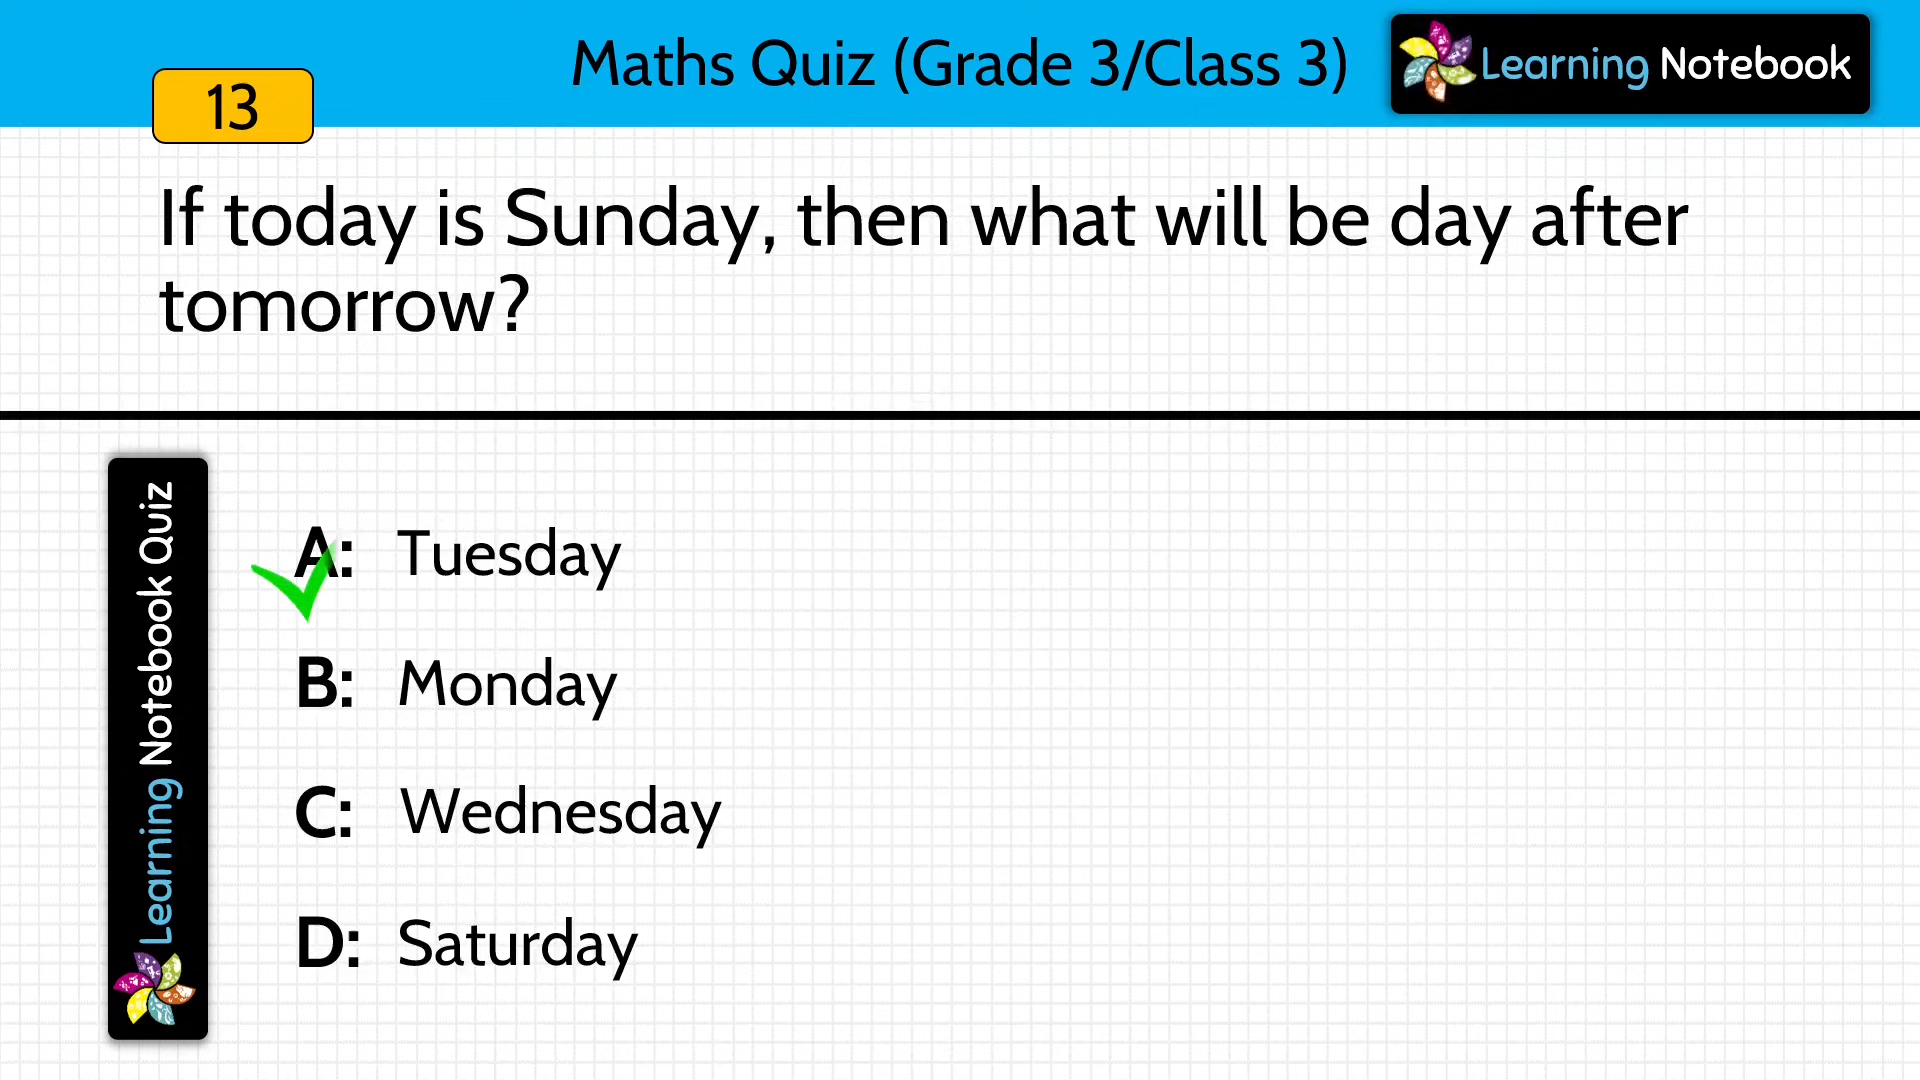 Maths Quiz (Grade 3/Class 3)
Learning Notebook
13
If today is Sunday, then what will be day after
tomorrow?
Learning Notebook Quiz
A: Tuesday
B: Monday
C: Wednesday
D: Saturday